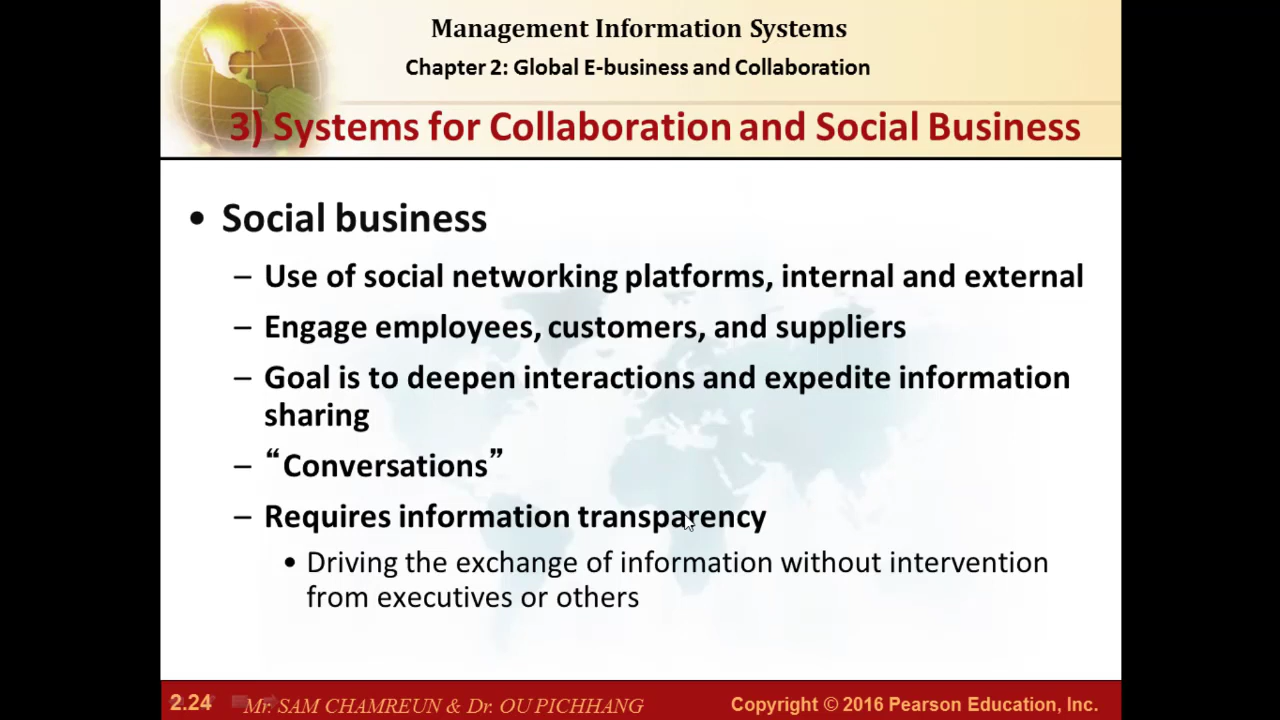 Management Information Systems
Chapter 2: Global E-business and Collaboration
3) Systems for Collaboration and Social Business
• Social business
– Use of social networking platforms, internal and external
– Engage employees, customers, and suppliers
– Goal is to deepen interactions and expedite information
sharing
– “Conversations”
– Requires information transparency
• Driving the exchange of information without intervention
from executives or others
2.24
Mr. SAM CHAMREUN & Dr. OU PICHHANG
Copyright © 2016 Pearson Education, Inc.